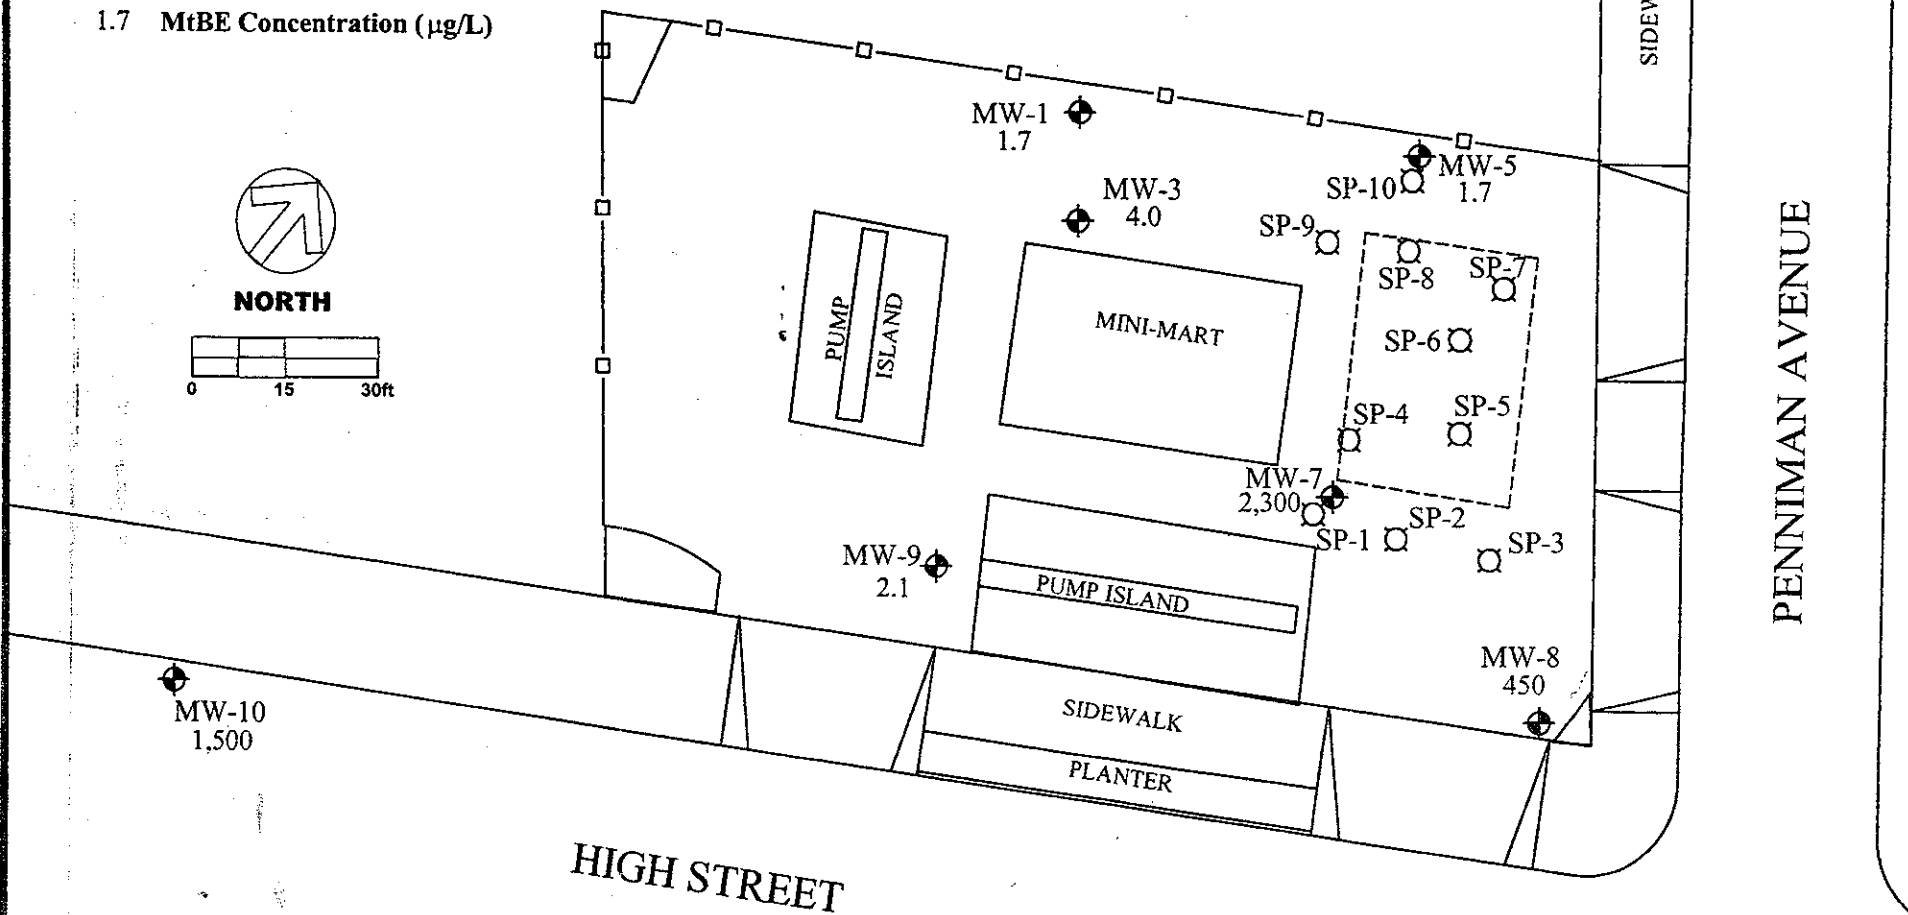 1.7 MtBE Concentration (µg/L)
SIDEW
MW-1
1.7
MW-5
1.7
SP-10
MW-3
4.0
SP-9
SP-8
SP-7
NORTH
0 15 30ft
PUMP
ISLAND
MINI-MART
SP-6
SP-4
SP-5
MW-7
2,300
SP-1
SP-2
SP-3
MW-9
2.1
PUMP ISLAND
MW-8
450
MW-10
1,500
SIDEWALK
PLANTER
HIGH STREET
PENNIMAN AVENUE